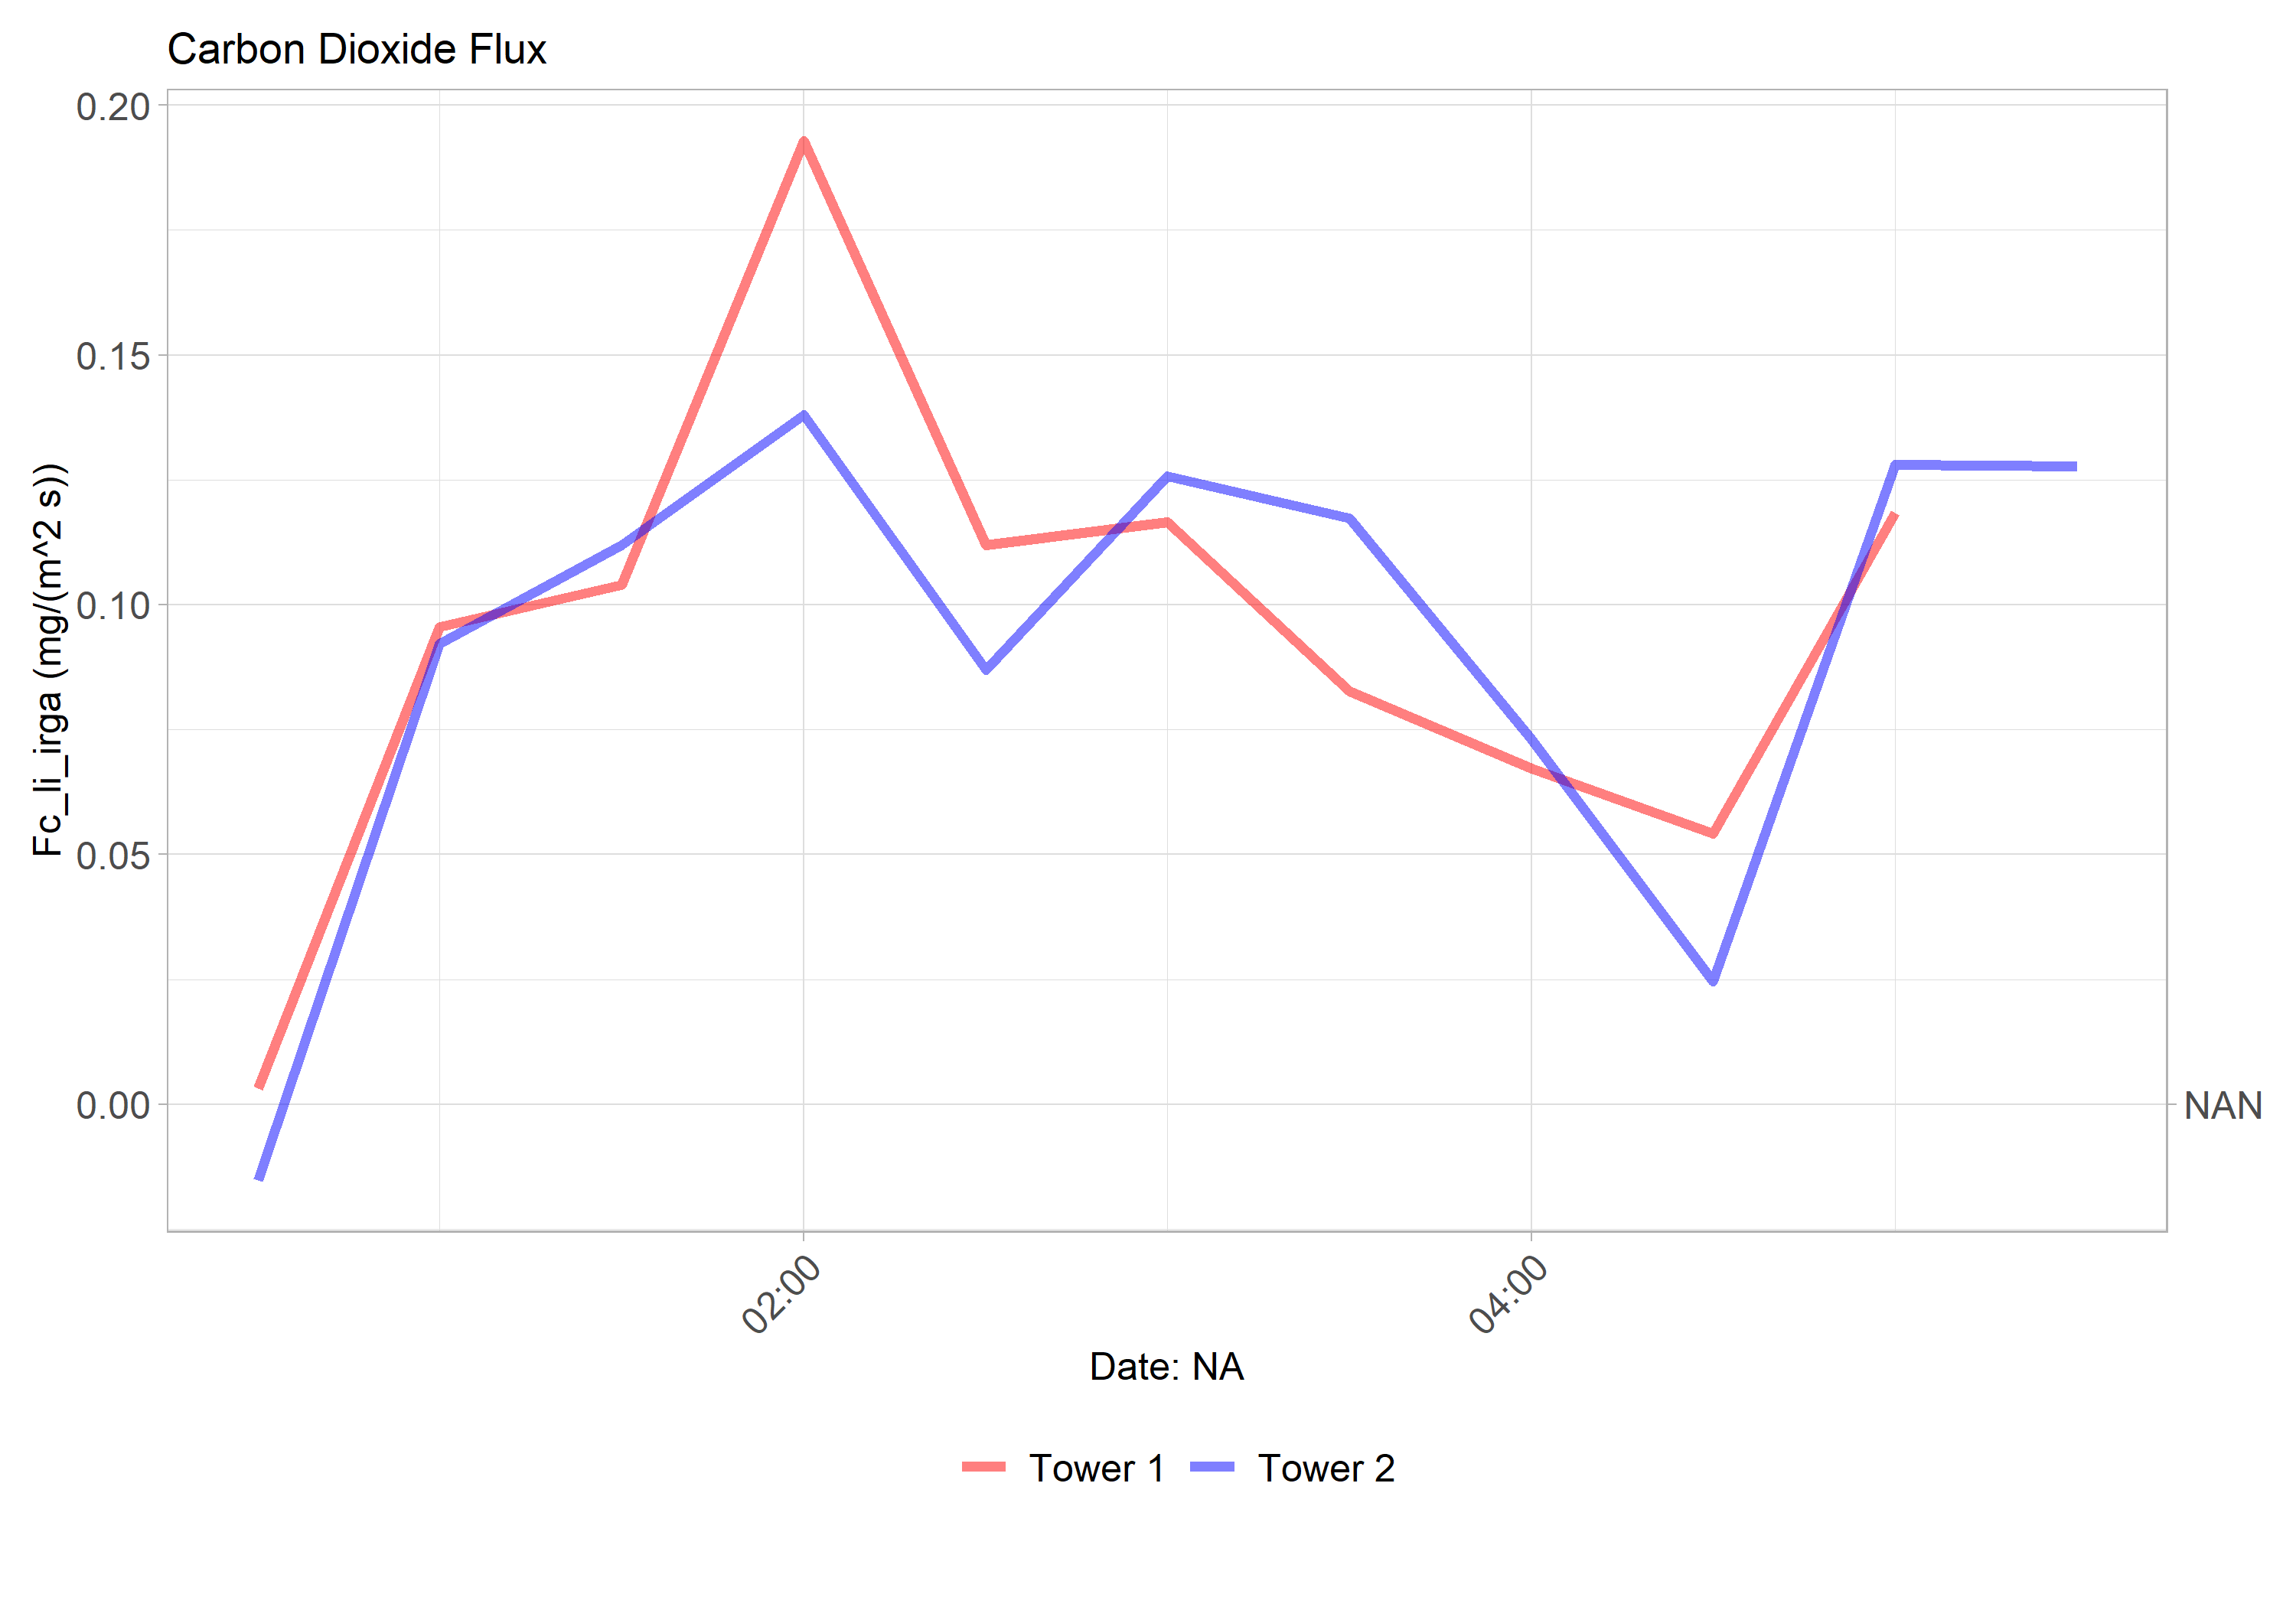 Carbon Dioxide Flux
Fc_li_irga (mg/(m^2 s))
0.20
0.15
0.10
0.05
0.00
NAN
02:00
04:00
Date: NA
Tower 1
Tower 2